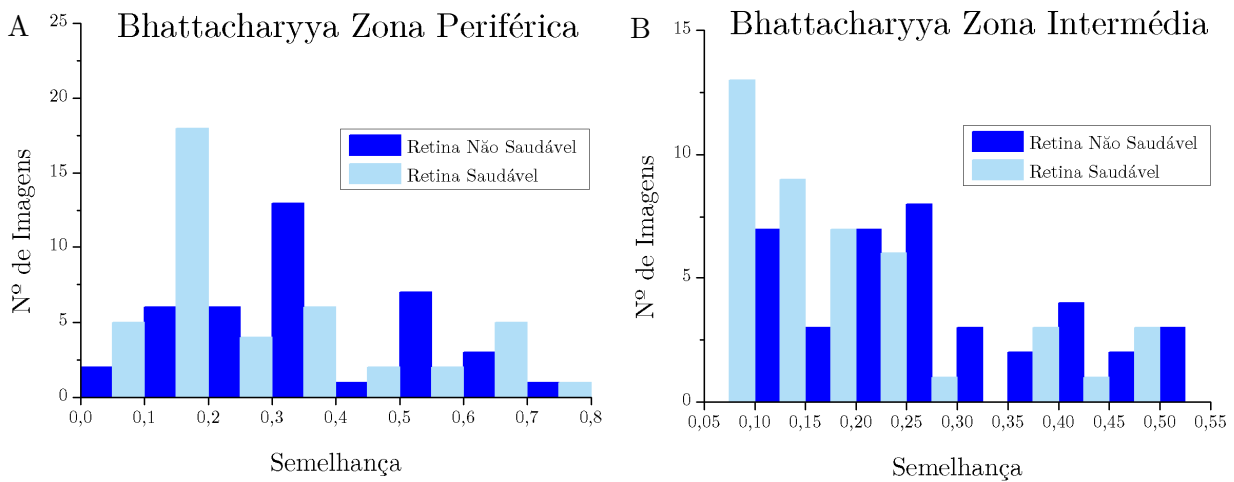 A
Bhattacharyya Zona Periférica
25
20
15
10
5
0
Nº de Imagens
Retina Não Saudável
Retina Saudável
0,0 0,1 0,2 0,3 0,4 0,5 0,6 0,7 0,8
Semelhança
B
Bhattacharyya Zona Intermédia
15
10
5
0
Nº de Imagens
Retina Não Saudável
Retina Saudável
0,05 0,10 0,15 0,20 0,25 0,30 0,35 0,40 0,45 0,50 0,55
Semelhança